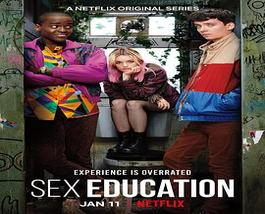 A NETFLIX ORIGINAL SERIES
EXPERIENCE IS OVERRATED
SEX EDUCATION
JAN 11 NETFLIX